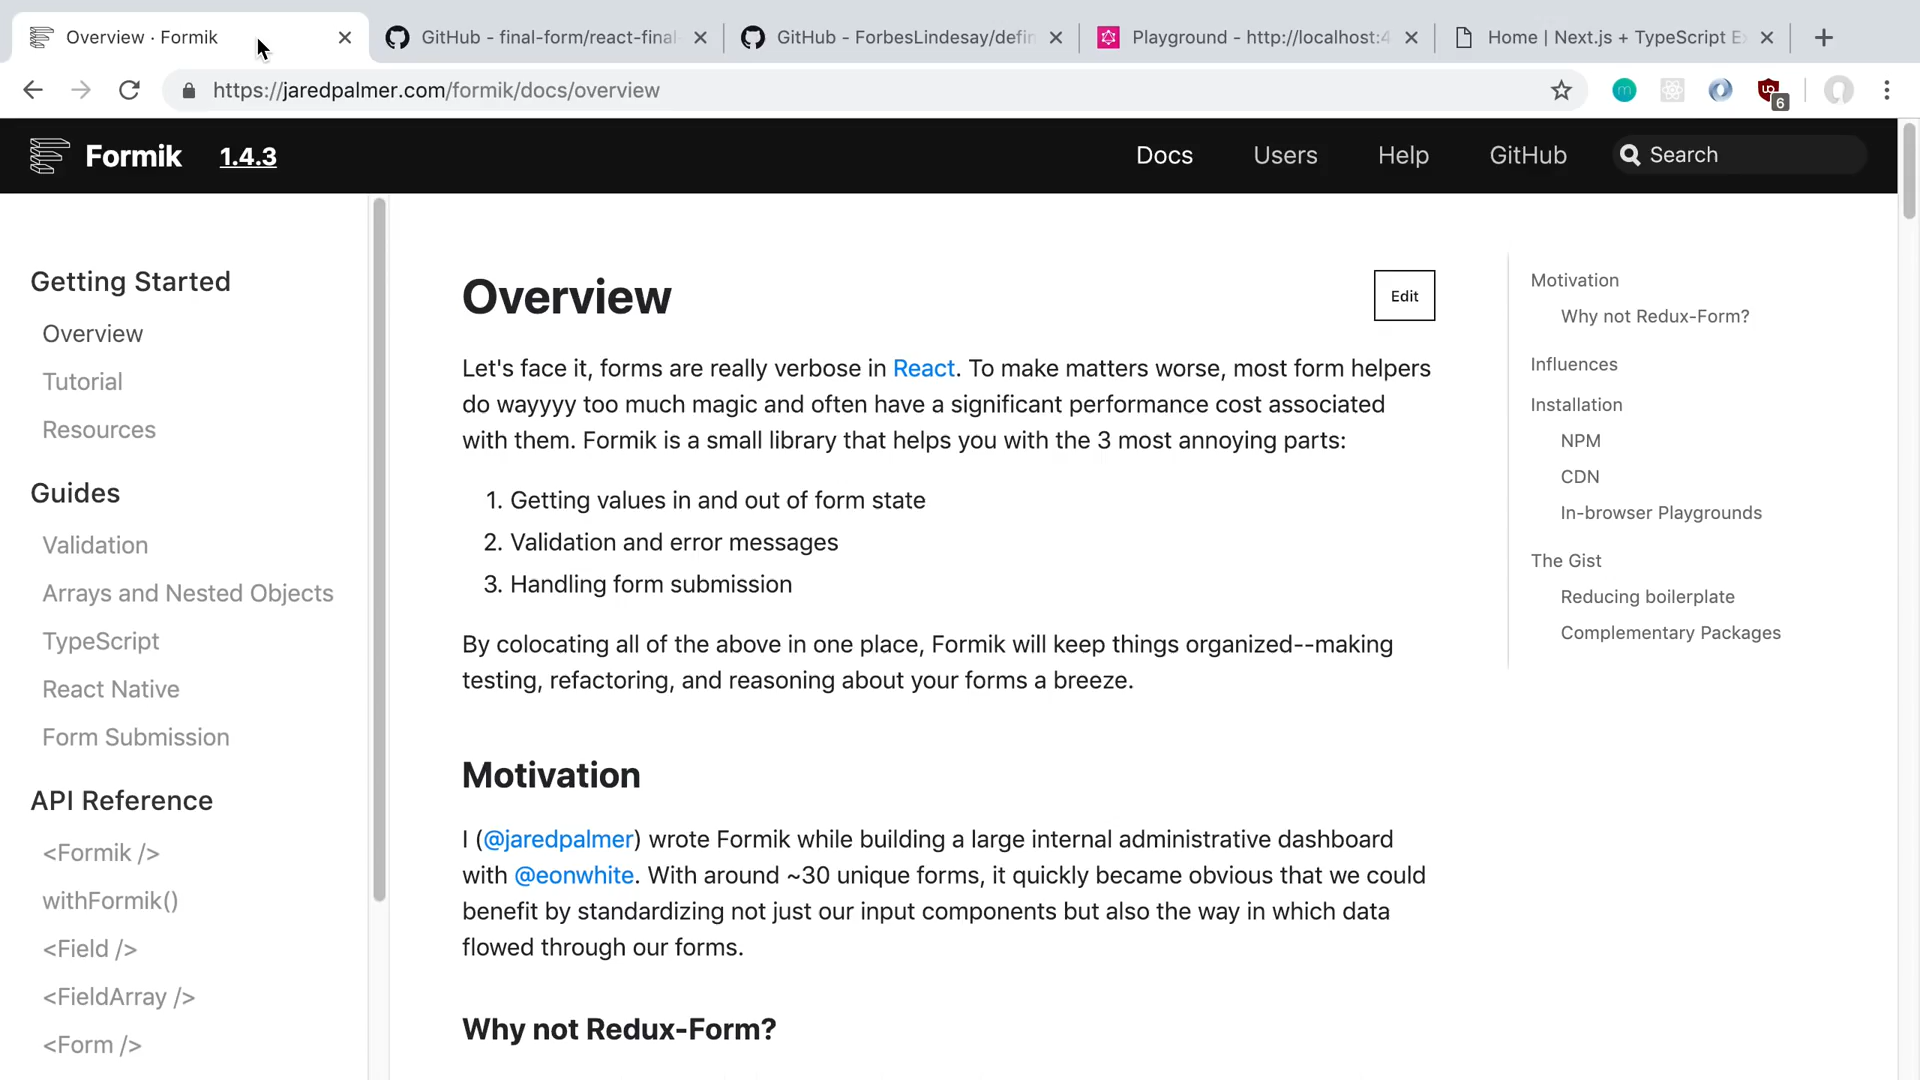 Overview · Formik
GitHub - final-form/react-final-
GitHub - ForbesLindesay/defin
Playground - http://localhost:4
Home | Next.js + TypeScript E
https://jaredpalmer.com/formik/docs/overview
6
Formik
1.4.3
Docs
Users
Help
GitHub
Search
Getting Started
Overview
Tutorial
Resources
Guides
Validation
Arrays and Nested Objects
TypeScript
React Native
Form Submission
API Reference
<Formik />
withFormik()
<Field />
<FieldArray />
<Form />
Overview
Edit
Let's face it, forms are really verbose in React. To make matters worse, most form helpers
do wayyyy too much magic and often have a significant performance cost associated
with them. Formik is a small library that helps you with the 3 most annoying parts:
1. Getting values in and out of form state
2. Validation and error messages
3. Handling form submission
By colocating all of the above in one place, Formik will keep things organized--making
testing, refactoring, and reasoning about your forms a breeze.
Motivation
I (@jaredpalmer) wrote Formik while building a large internal administrative dashboard
with @eonwhite. With around ~30 unique forms, it quickly became obvious that we could
benefit by standardizing not just our input components but also the way in which data
flowed through our forms.
Why not Redux-Form?
Motivation
Why not Redux-Form?
Influences
Installation
NPM
CDN
In-browser Playgrounds
The Gist
Reducing boilerplate
Complementary Packages